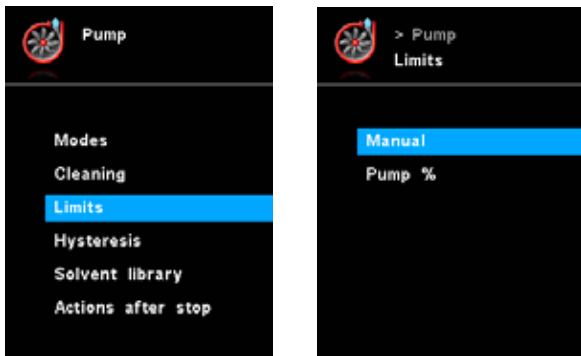 Pump
Modes
Cleaning
Limits
Hysteresis
Solvent library
Actions after stop
> Pump
Limits
Manual
Pump %